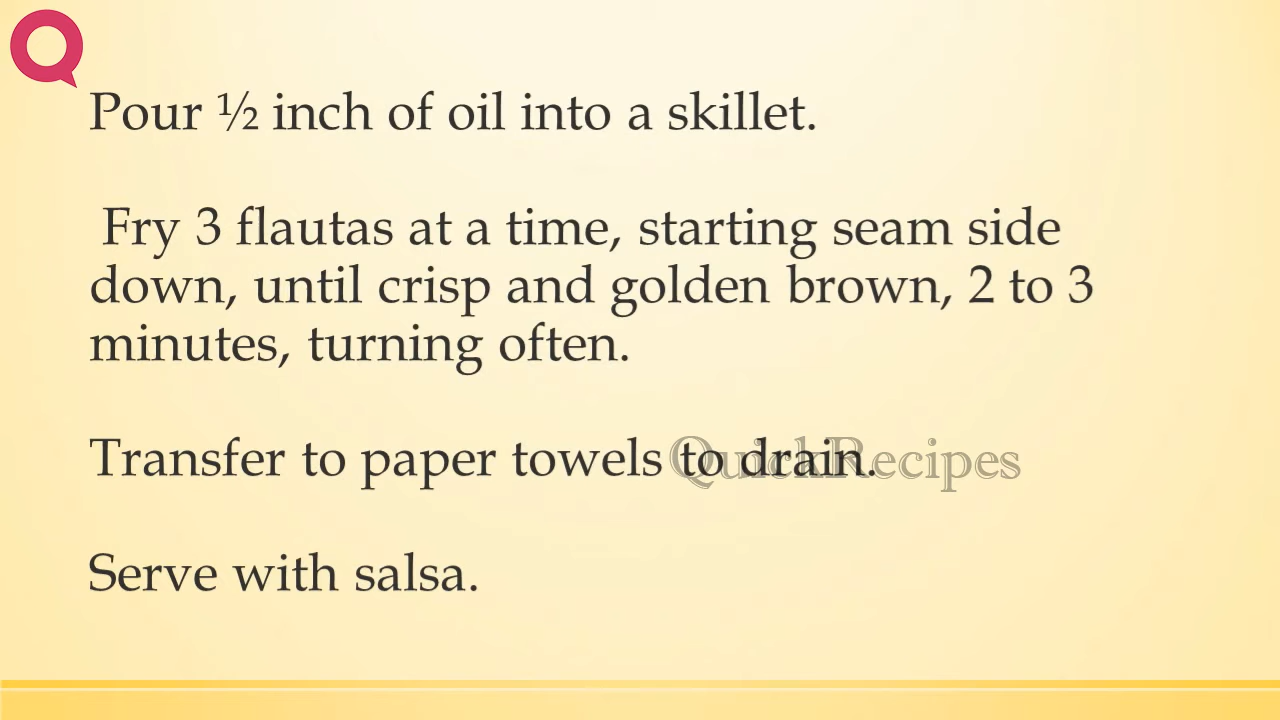 Pour ½ inch of oil into a skillet.
Fry 3 flautas at a time, starting seam side
down, until crisp and golden brown, 2 to 3
minutes, turning often.
Transfer to paper towels to drain.
QuickRecipes
Serve with salsa.